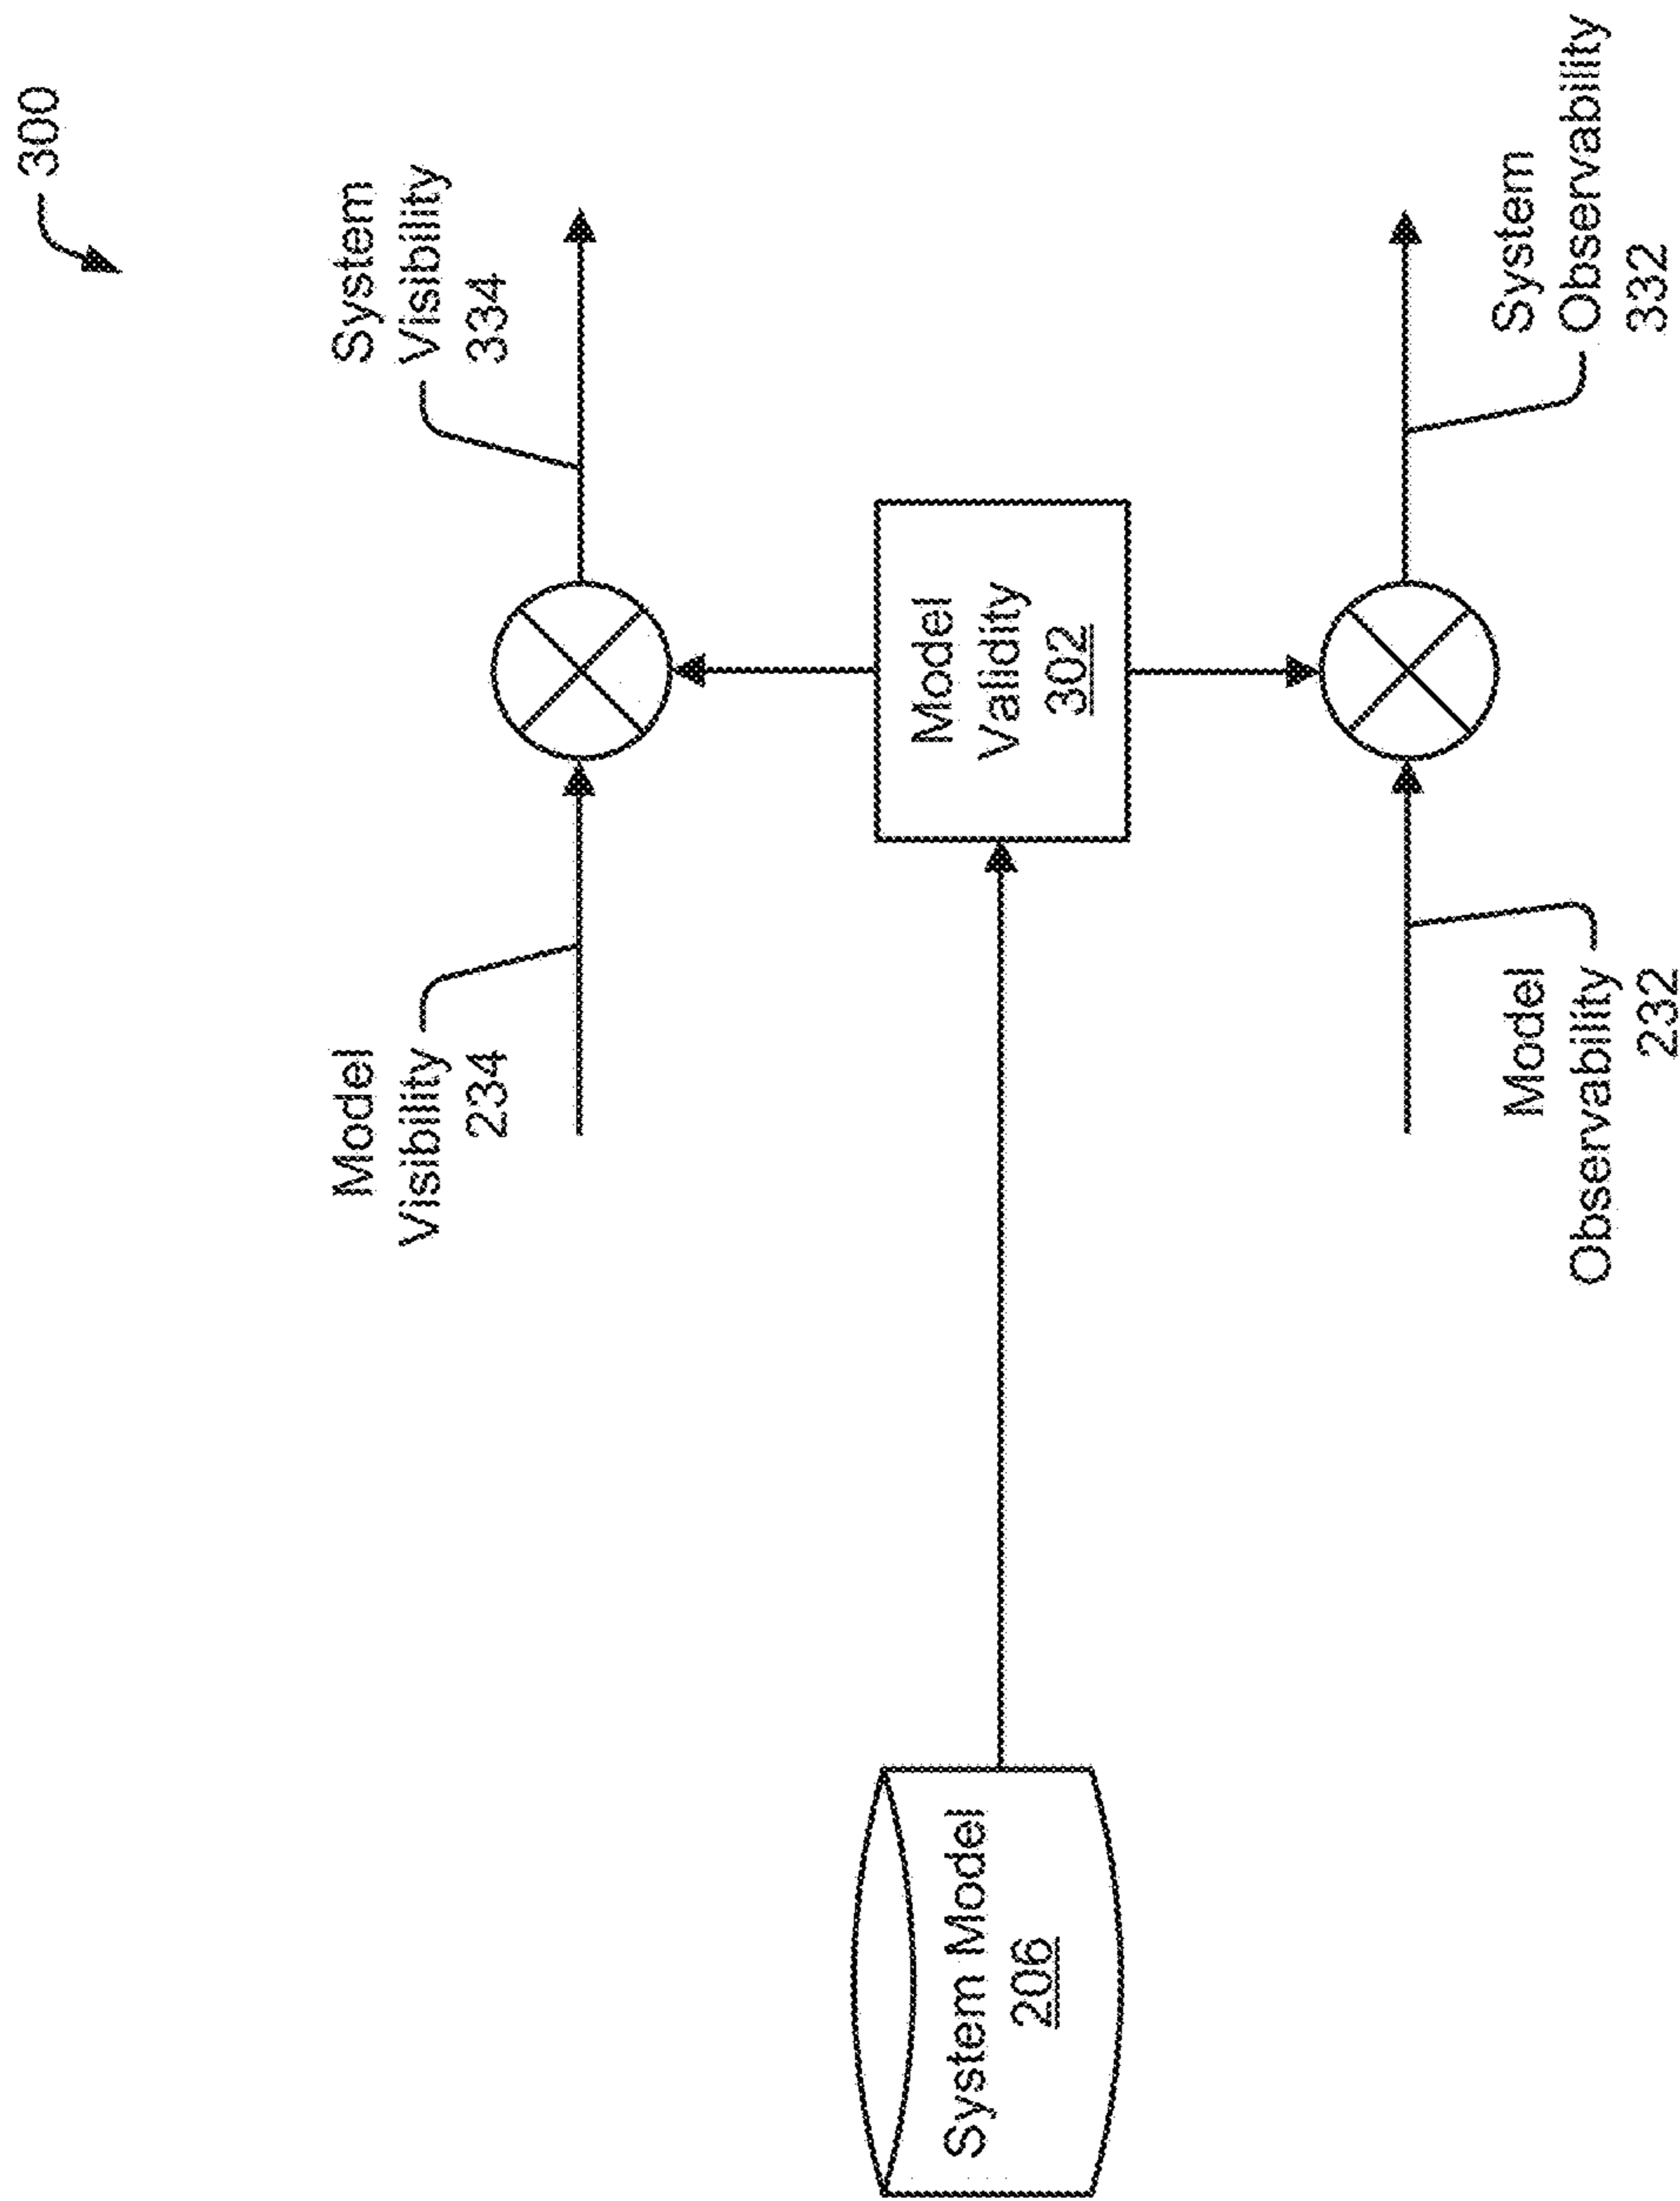 300
System
Visibility
334
Model
Visibility
234
Model
Validity
302
System Model
206
System
Observability
332
Model
Observability
232